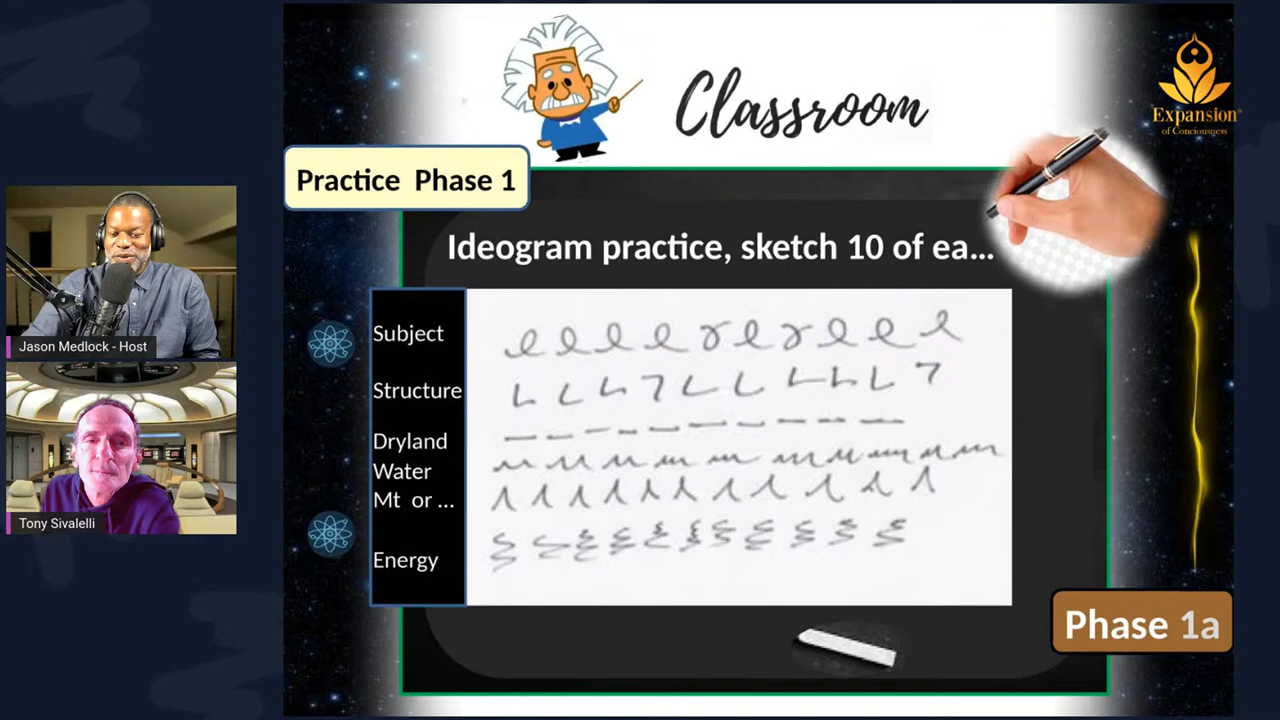 Classroom
Expansion
of Conciousness
Practice Phase 1
Ideogram practice, sketch 10 of ea...
Subject
Structure
Dryland
Water
Mt or ...
Energy
Jason Medlock - Host
Tony Sivalelli
Phase 1a